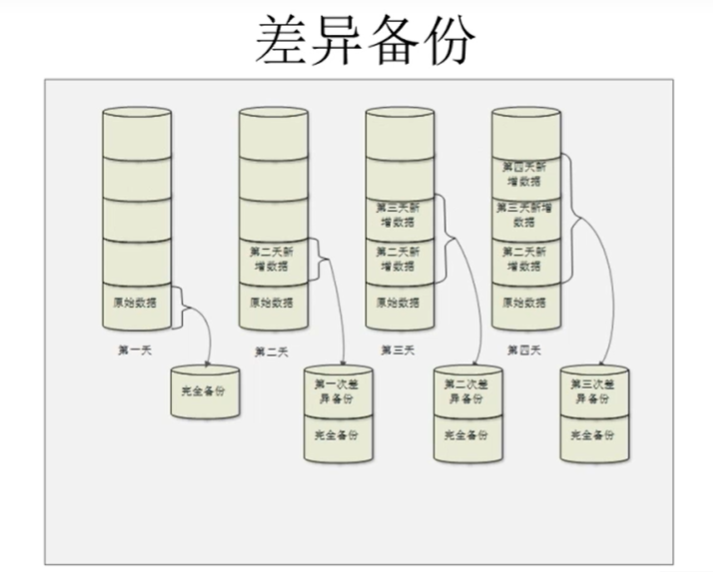 差异备份
原始数据
第一天
完全备份
第二天新
增数据
原始数据
第二天
第一次差
异备份
完全备份
第三天新
增数据
第二天新
增数据
原始数据
第三天
第二次差
异备份
完全备份
第四天新
增数据
第三天新增
数据
第二天新
增数据
原始数据
第四天
第三次差
异备份
完全备份